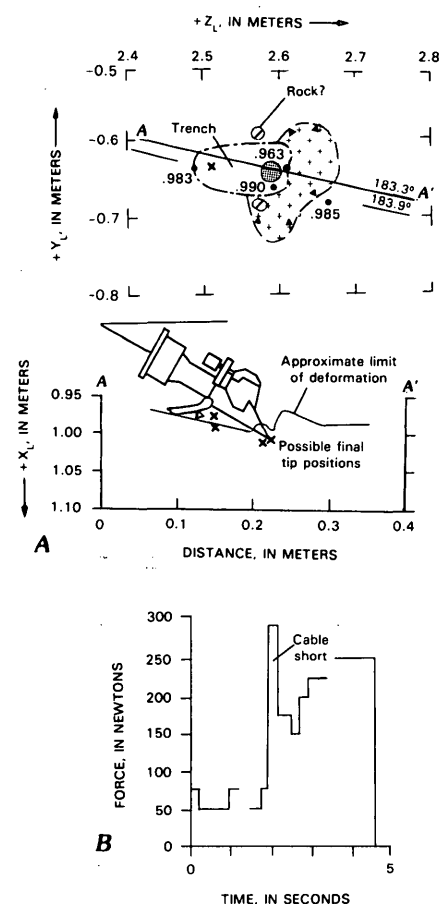 +Z_L, IN METERS
2.4 2.5 2.6 2.7 2.8
-0.5
Rock?
+Y_L, IN METERS
Trench
A
-0.6
.963
.983
.990
.985
183.3° A'
183.9°
-0.7
-0.8
+X_L, IN METERS
A A'
Approximate limit
of deformation
0.95
1.00
Possible final
tip positions
1.05
1.10
0 0.1 0.2 0.3 0.4
DISTANCE, IN METERS
A
FORCE, IN NEWTONS
300
Cable
short
250
200
150
100
50
0
0 5
TIME, IN SECONDS
B